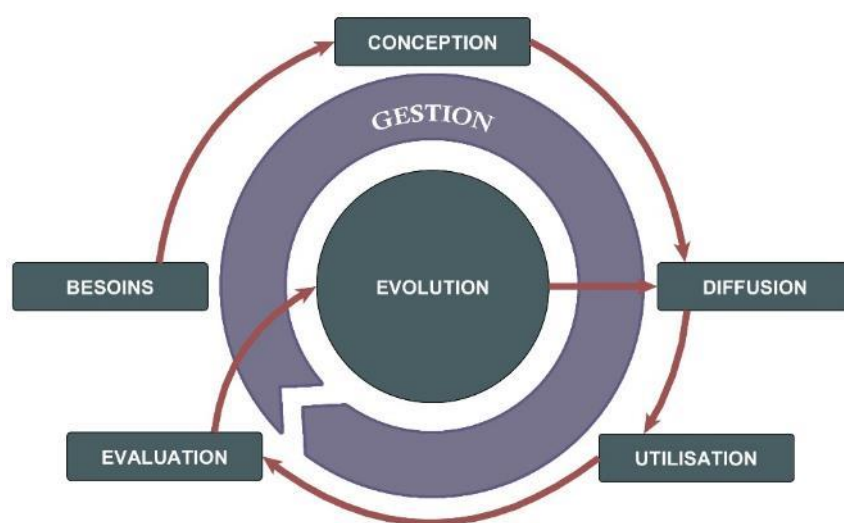 CONCEPTION
GESTION
BESOINS
EVOLUTION
DIFFUSION
EVALUATION
UTILISATION